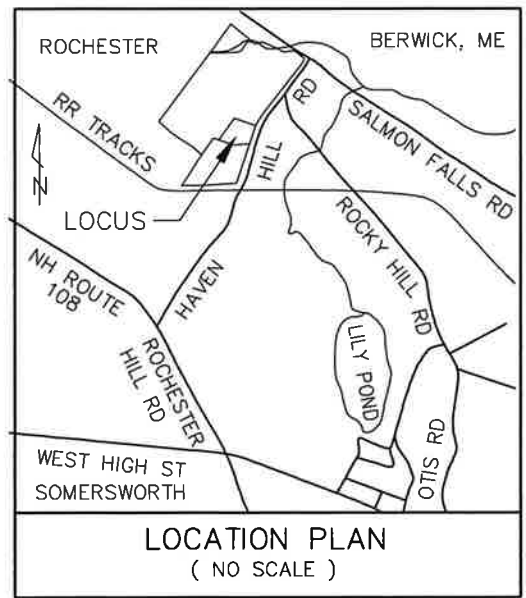 ROCHESTER
BERWICK, ME
RR TRACKS
N
LOCUS
HAVEN HILL RD
SALMON FALLS RD
ROCKY HILL RD
NH ROUTE
108
ROCHESTER
HILL RD
LILY POND
OTIS RD
WEST HIGH ST
SOMERSWORTH
LOCATION PLAN
( NO SCALE )